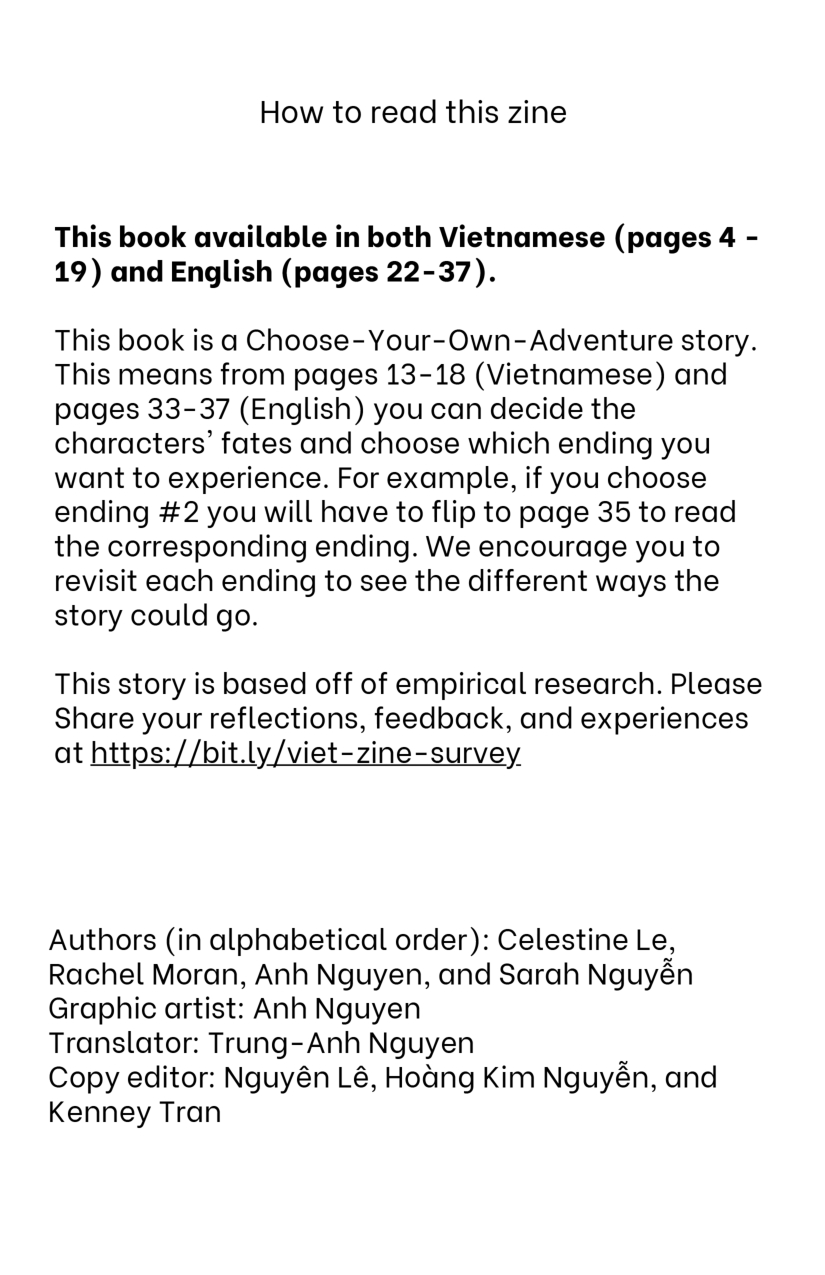 How to read this zine
This book available in both Vietnamese (pages 4 -
19) and English (pages 22-37).
This book is a Choose-Your-Own-Adventure story.
This means from pages 13-18 (Vietnamese) and
pages 33-37 (English) you can decide the
characters' fates and choose which ending you
want to experience. For example, if you choose
ending #2 you will have to flip to page 35 to read
the corresponding ending. We encourage you to
revisit each ending to see the different ways the
story could go.
This story is based off of empirical research. Please
Share your reflections, feedback, and experiences
at https://bit.ly/viet-zine-survey
Authors (in alphabetical order): Celestine Le,
Rachel Moran, Anh Nguyen, and Sarah Nguyễn
Graphic artist: Anh Nguyen
Translator: Trung-Anh Nguyen
Copy editor: Nguyên Lê, Hoàng Kim Nguyễn, and
Kenney Tran